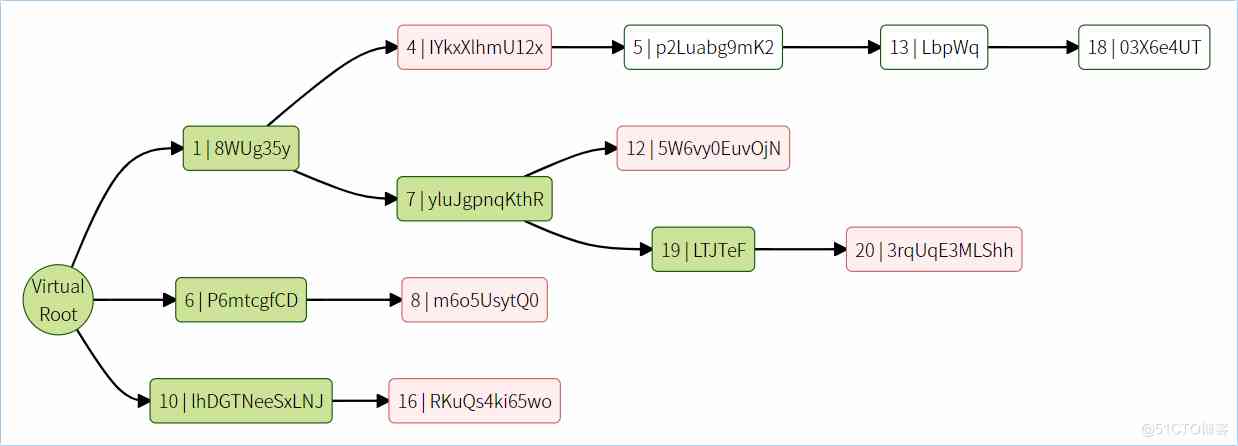 4 | IYkxXlhmU12x
5 | p2Luabg9mK2
13 | LbpWq
18 | 03X6e4UT
1 | 8WUg35y
12 | 5W6vy0EuvOjN
7 | yluJgpnqKthR
19 | LTJTeF
20 | 3rqUqE3MLShh
Virtual
Root
6 | P6mtcgfCD
8 | m6o5UsytQ0
10 | lhDGTNeeSxLNJ
16 | RKuQs4ki65wo
@51CTO博客